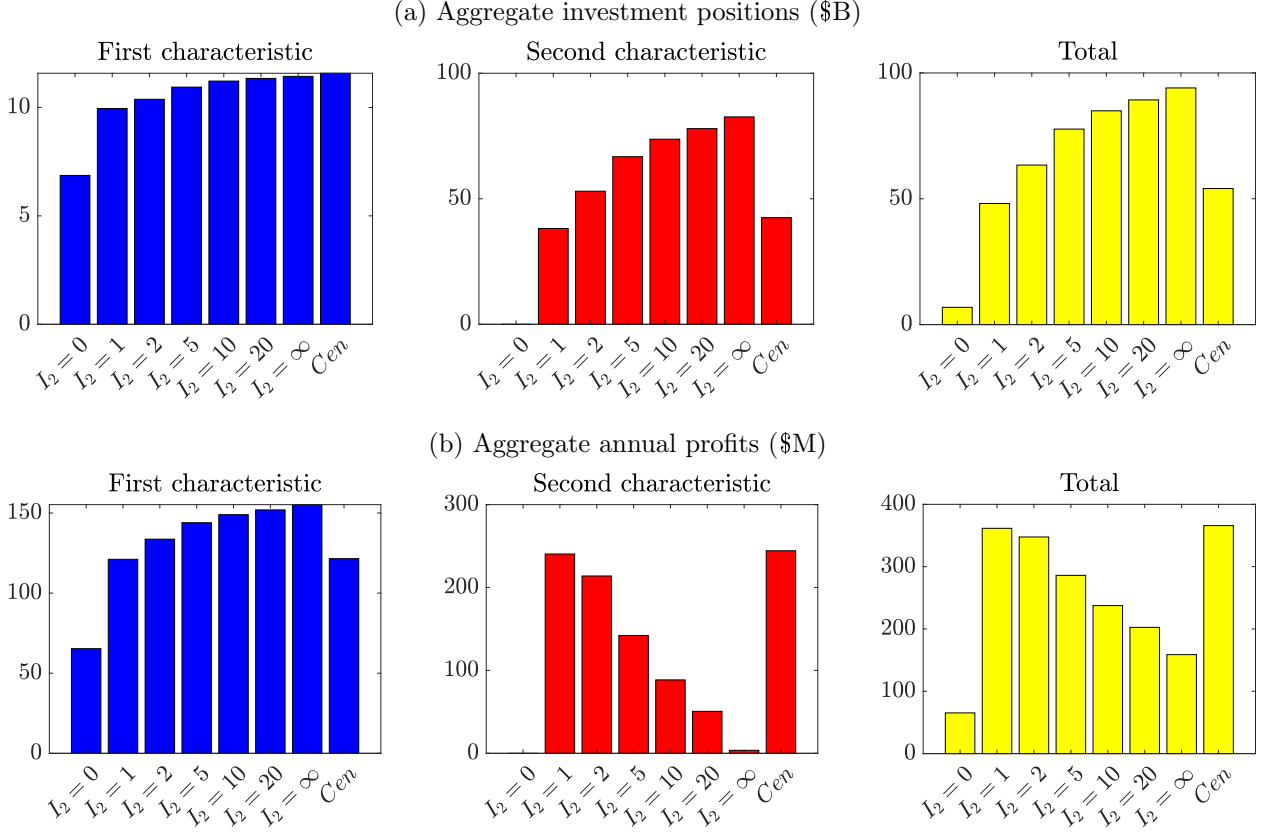 (a) Aggregate investment positions ($B)
First characteristic
10
5
0
I₂ = 0
I₂ = 1
I₂ = 2
I₂ = 5
I₂ = 10
I₂ = 20
I₂ = ∞
Cen
Second characteristic
100
50
0
I₂ = 0
I₂ = 1
I₂ = 2
I₂ = 5
I₂ = 10
I₂ = 20
I₂ = ∞
Cen
Total
100
50
0
I₂ = 0
I₂ = 1
I₂ = 2
I₂ = 5
I₂ = 10
I₂ = 20
I₂ = ∞
Cen
(b) Aggregate annual profits ($M)
First characteristic
150
100
50
0
I₂ = 0
I₂ = 1
I₂ = 2
I₂ = 5
I₂ = 10
I₂ = 20
I₂ = ∞
Cen
Second characteristic
300
200
100
0
I₂ = 0
I₂ = 1
I₂ = 2
I₂ = 5
I₂ = 10
I₂ = 20
I₂ = ∞
Cen
Total
400
300
200
100
0
I₂ = 0
I₂ = 1
I₂ = 2
I₂ = 5
I₂ = 10
I₂ = 20
I₂ = ∞
Cen